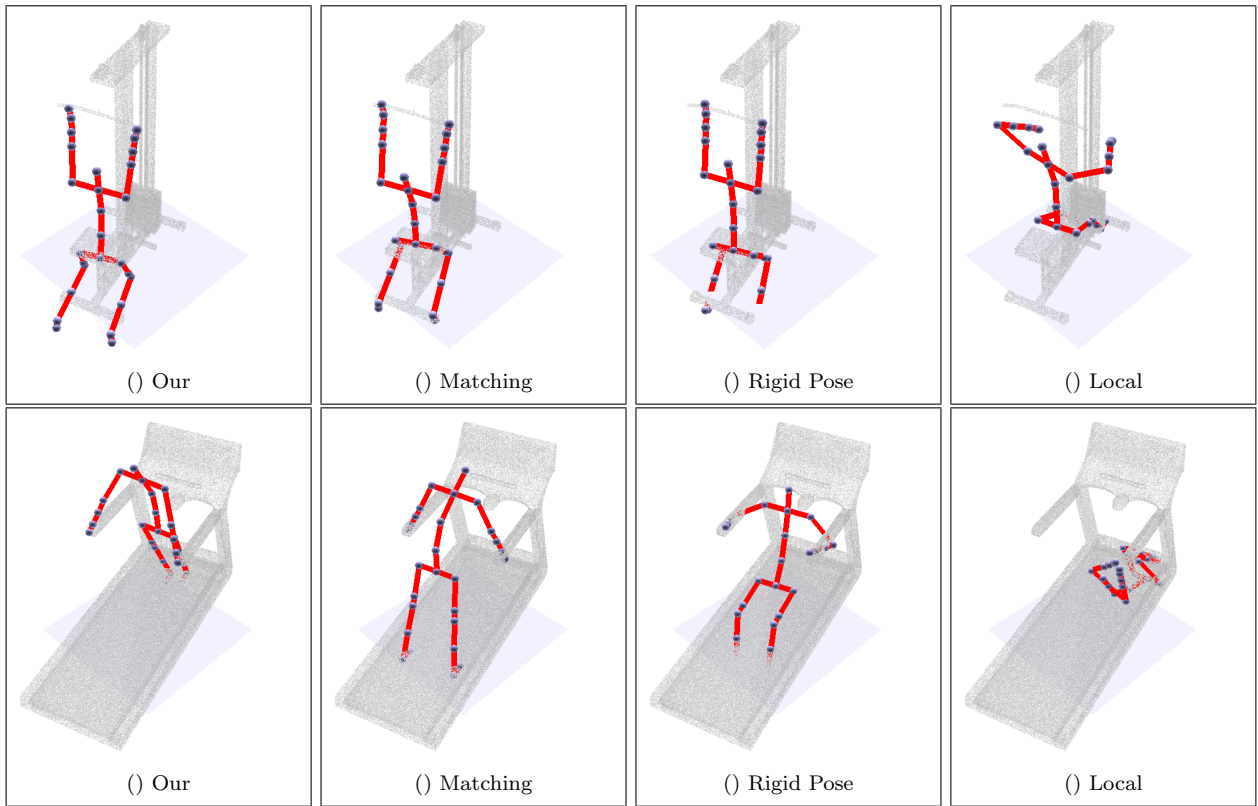 () Our
() Matching
() Rigid Pose
() Local
() Our
() Matching
() Rigid Pose
() Local